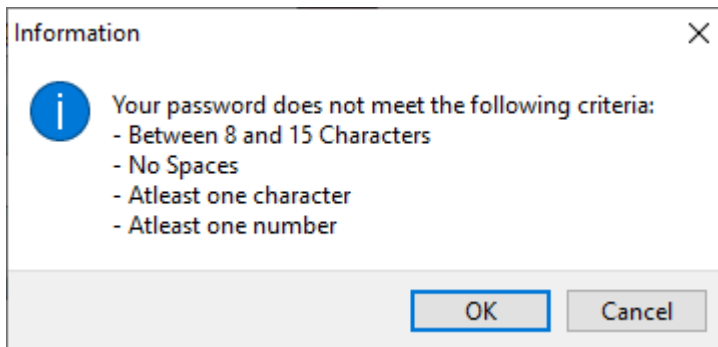 Information
Your password does not meet the following criteria:
- Between 8 and 15 Characters
- No Spaces
- Atleast one character
- Atleast one number
OK
Cancel